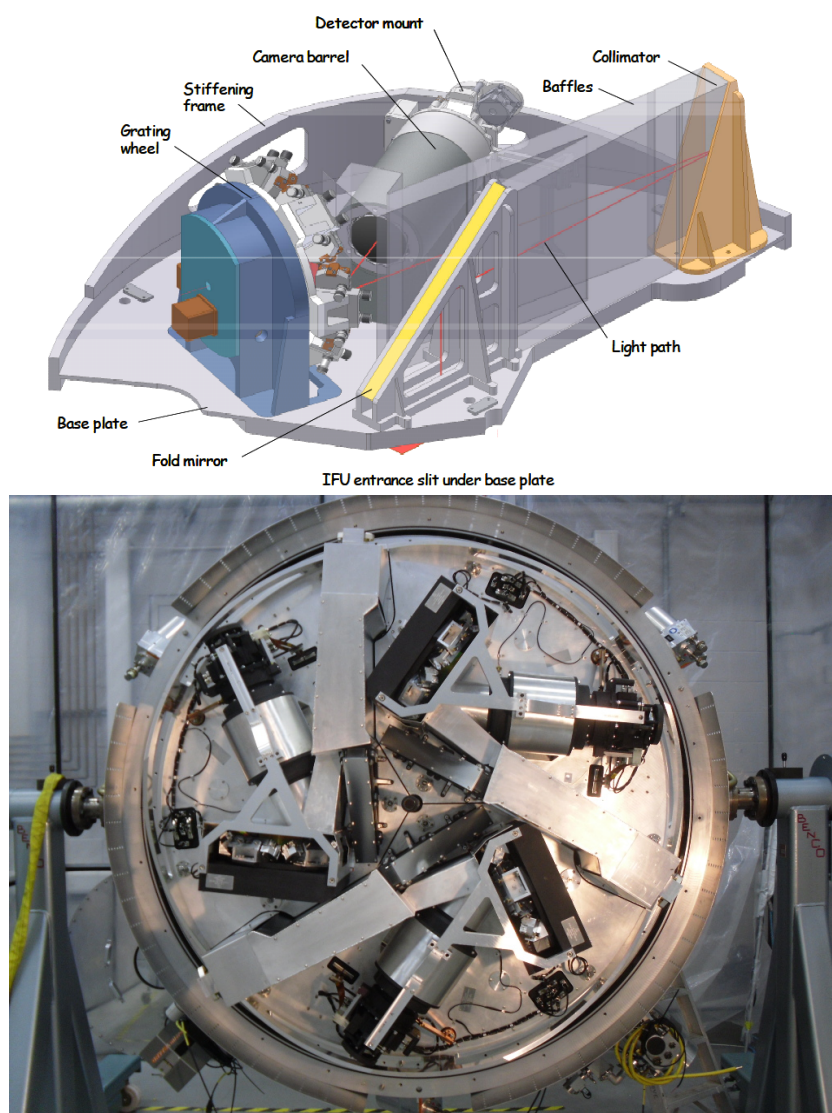 Detector mount
Camera barrel
Collimator
Baffles
Stiffening
frame
Grating
wheel
Light path
Base plate
Fold mirror
IFU entrance slit under base plate
BENCO
BENCO